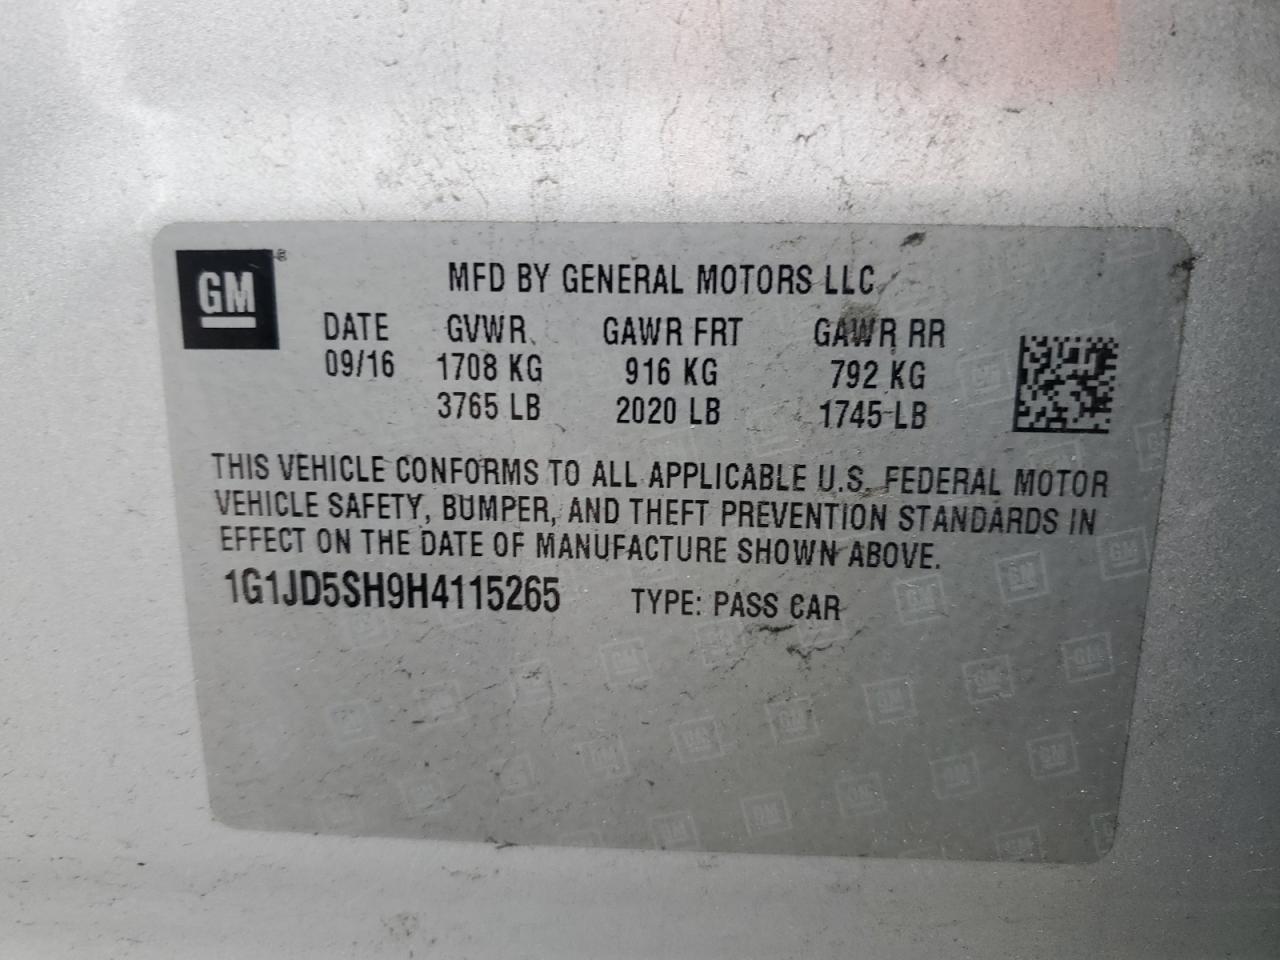 GM
MFD BY GENERAL MOTORS LLC
DATE GVWR GAWR FRT GAWR RR
09/16 1708 KG 916 KG 792 KG
3765 LB 2020 LB 1745 LB
THIS VEHICLE CONFORMS TO ALL APPLICABLE U.S. FEDERAL MOTOR
VEHICLE SAFETY, BUMPER, AND THEFT PREVENTION STANDARDS IN
EFFECT ON THE DATE OF MANUFACTURE SHOWN ABOVE.
1G1JD5SH9H4115265 TYPE: PASS CAR